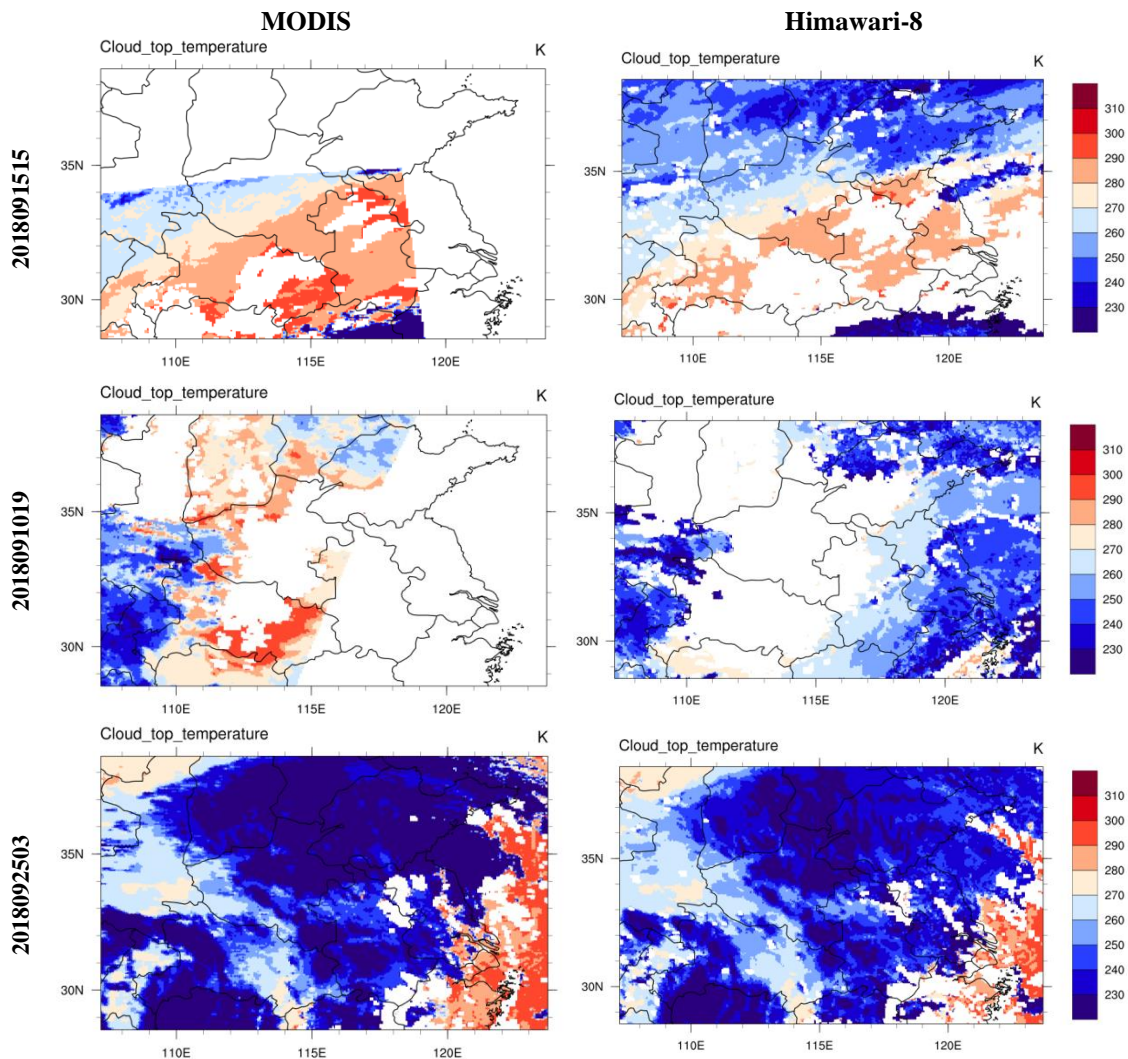 MODIS
Himawari-8
Cloud_top_temperature K
Cloud_top_temperature K
2018091515
35N
30N
110E 115E 120E
35N
30N
110E 115E 120E
310
300
290
280
270
260
250
240
230
Cloud_top_temperature K
Cloud_top_temperature K
2018091019
35N
30N
110E 115E 120E
35N
30N
110E 115E 120E
310
300
290
280
270
260
250
240
230
Cloud_top_temperature K
Cloud_top_temperature K
2018092503
35N
30N
110E 115E 120E
35N
30N
110E 115E 120E
310
300
290
280
270
260
250
240
230